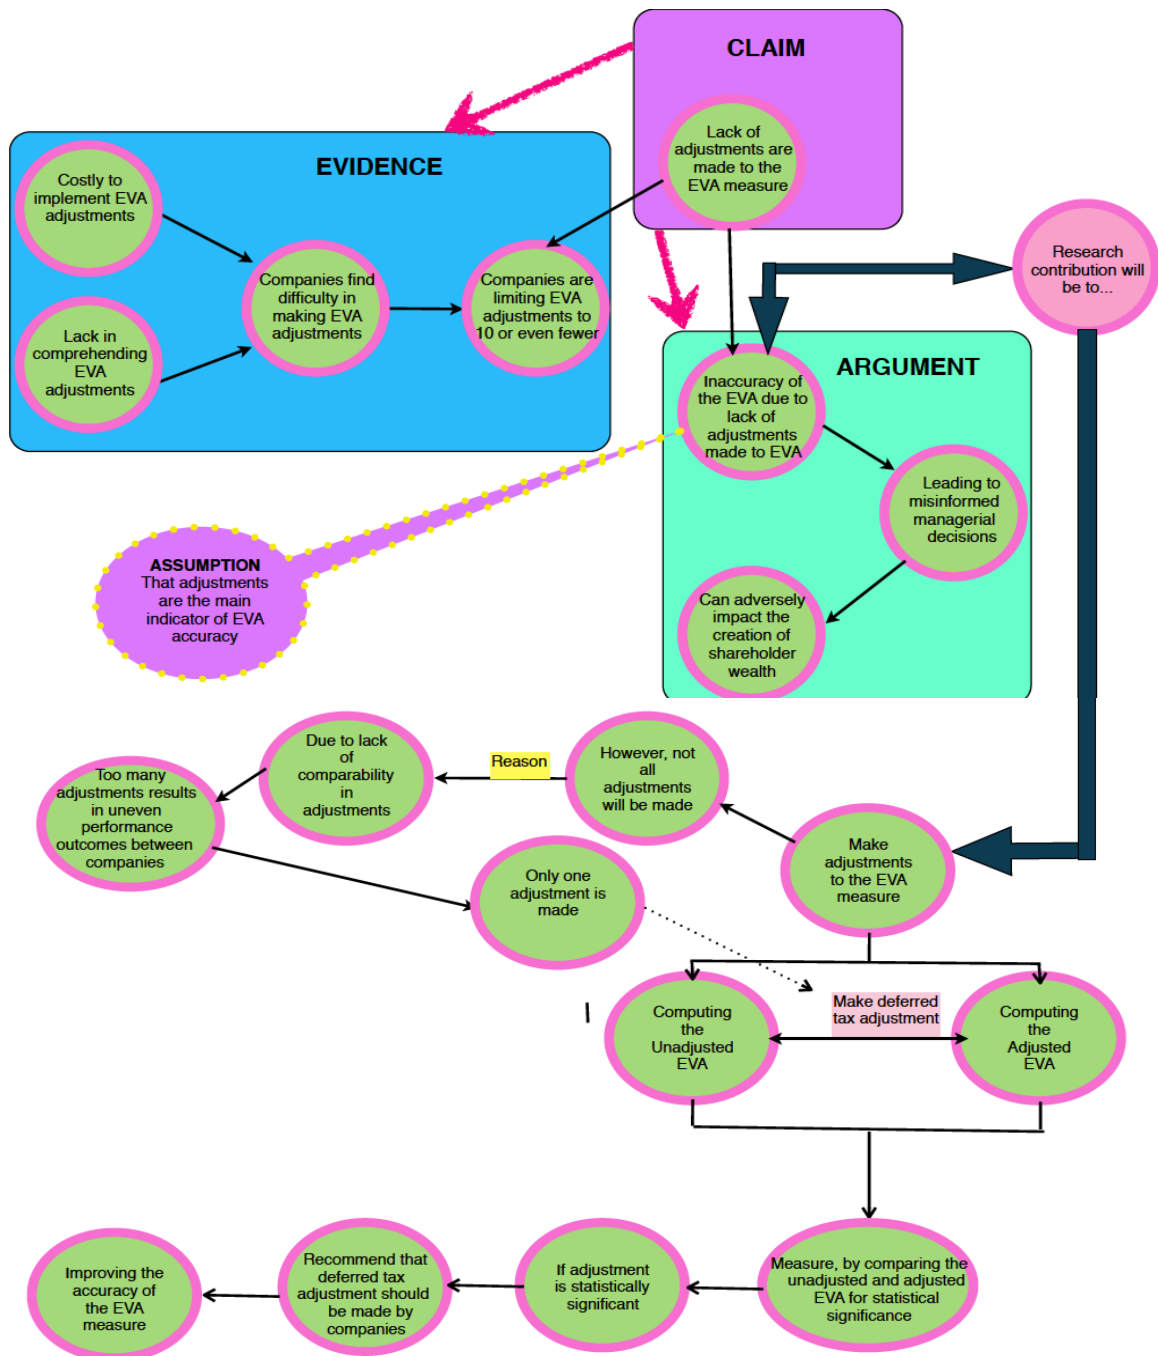 CLAIM
Lack of
adjustments are
made to the
EVA measure
EVIDENCE
Costly to
implement EVA
adjustments
Lack in
comprehending
EVA
adjustments
Companies find
difficulty in
making EVA
adjustments
Companies are
limiting EVA
adjustments to
10 or even fewer
Research
contribution will
be to...
ARGUMENT
Inaccuracy of
the EVA due to
lack of
adjustments
made to EVA
Leading to
misinformed
managerial
decisions
Can adversely
impact the
creation of
shareholder
wealth
ASSUMPTION
That adjustments
are the main
indicator of EVA
accuracy
Make
adjustments
to the EVA
measure
However, not
all
adjustments
will be made
Reason
Due to lack
of
comparability
in
adjustments
Too many
adjustments results
in uneven
performance
outcomes between
companies
Only one
adjustment is
made
Computing
the
Unadjusted
EVA
Make deferred
tax adjustment
Computing
the
Adjusted
EVA
Measure, by comparing the
unadjusted and adjusted
EVA for statistical
significance
If
adjustment
is statistically
significant
Recommend that
deferred tax
adjustment should
be made by
companies
Improving the
accuracy of
the EVA
measure